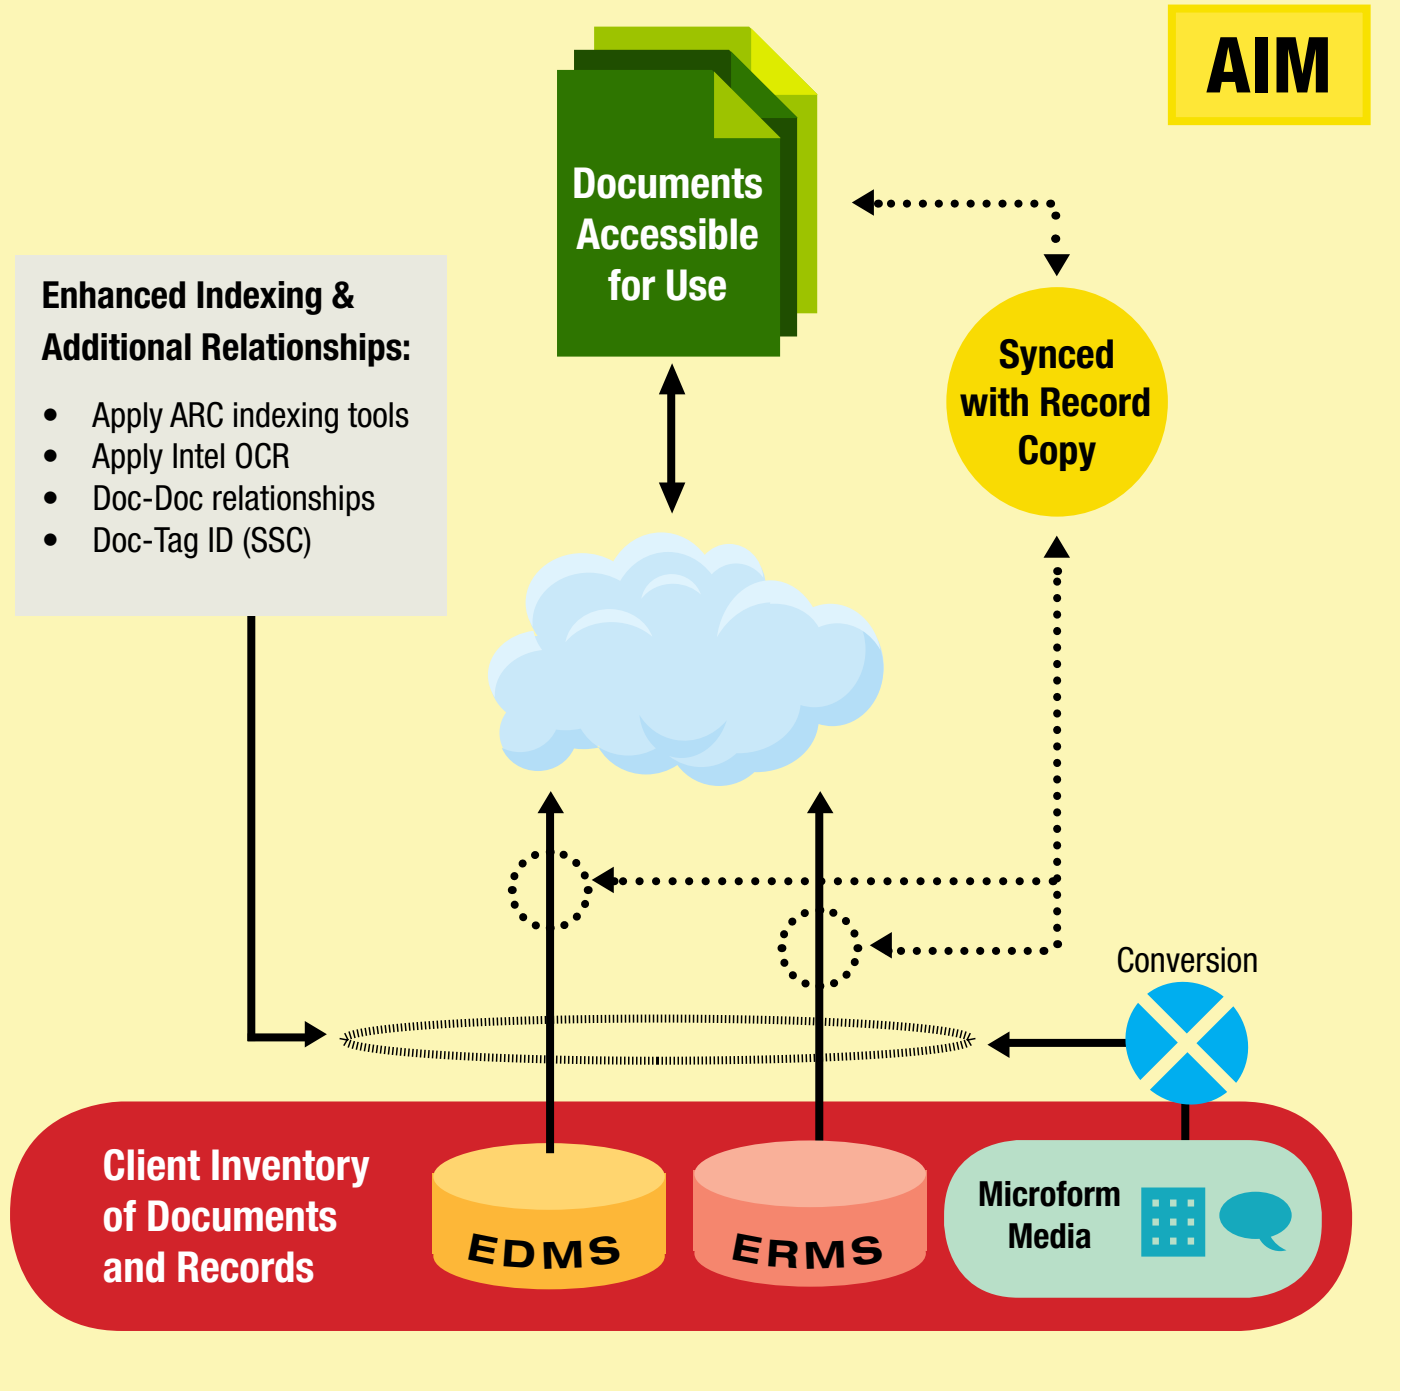 AIM
Documents
Accessible
for Use
Enhanced Indexing &
Additional Relationships:
• Apply ARC indexing tools
• Apply Intel OCR
• Doc-Doc relationships
• Doc-Tag ID (SSC)
Synced
with Record
Copy
Conversion
Client Inventory
of Documents
and Records
EDMS
ERMS
Microform
Media